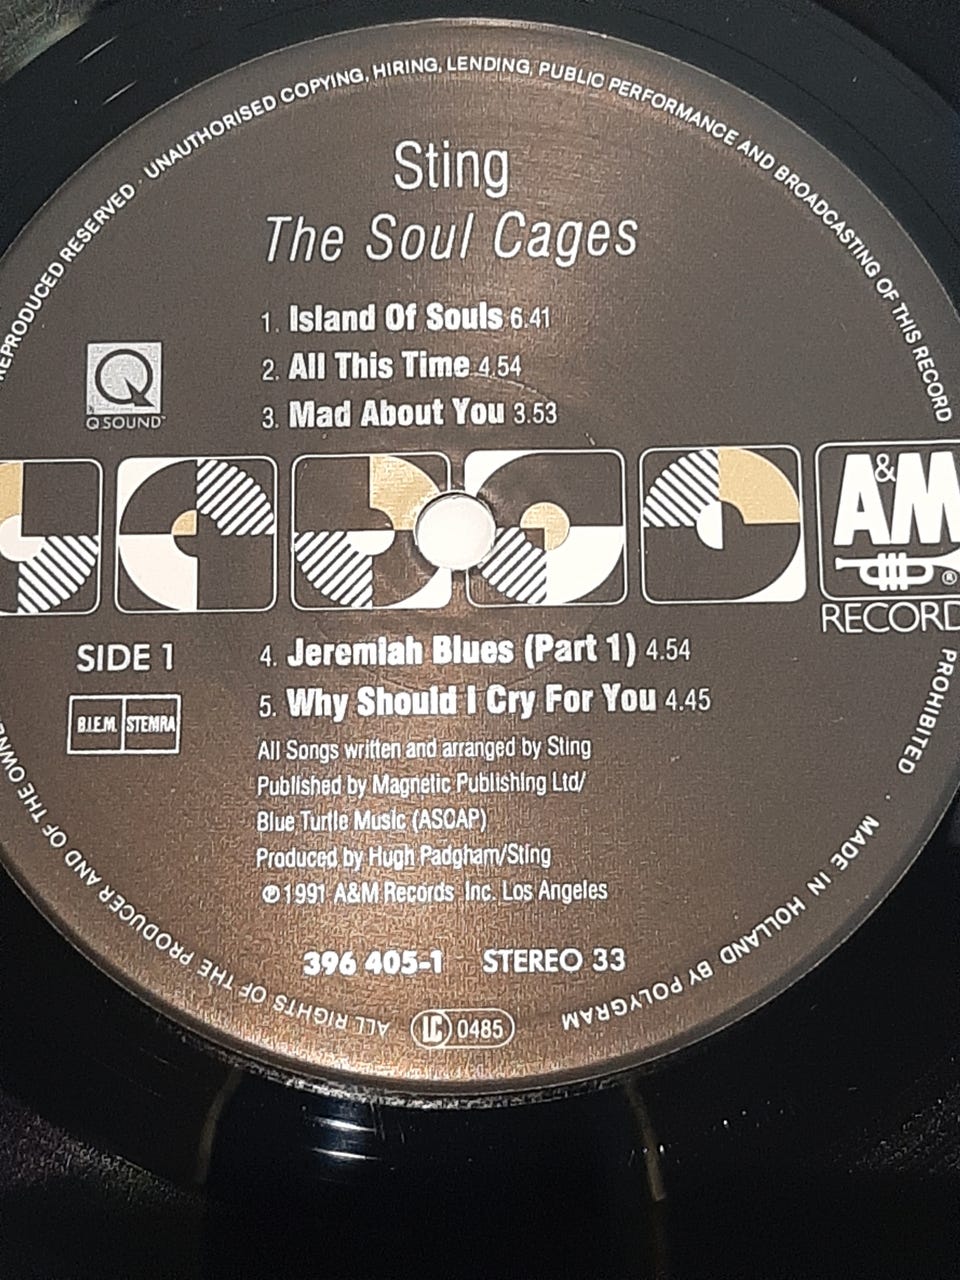 REPRODUCED RESERVED · UNAUTHORISED COPYING, HIRING, LENDING, PUBLIC PERFORMANCE AND BROADCASTING OF THIS RECORD PROHIBITED
Sting
The Soul Cages
1. Island Of Souls 6.41
2. All This Time 4.54
3. Mad About You 3.53
Q
QSOUND™
A&M
®
RECORD
SIDE 1
B.I.E.M. STEMRA
4. Jeremiah Blues (Part 1) 4.54
5. Why Should I Cry For You 4.45
All Songs written and arranged by Sting
Published by Magnetic Publishing Ltd/
Blue Turtle Music (ASCAP)
Produced by Hugh Padgham/Sting
℗ 1991 A&M Records Inc. Los Angeles
396 405-1 STEREO 33
LC 0485
MADE IN HOLLAND BY POLYGRAM
ALL RIGHTS OF THE PRODUCER AND OF THE OWNE